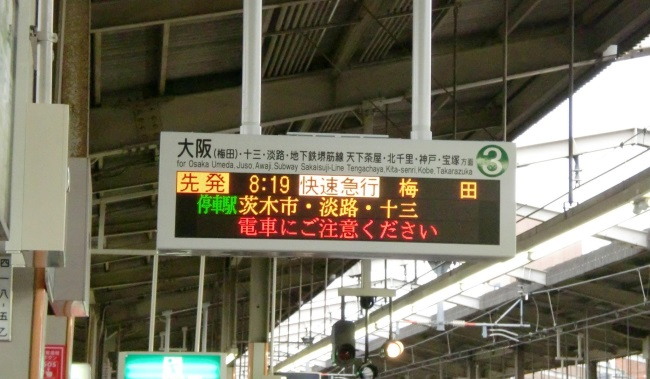 大阪(梅田)・十三・淡路・地下鉄堺筋線 天下茶屋・北千里・神戸・宝塚方面 3
for Osaka Umeda, Juso, Awaji, Subway Sakaisuji-Line Tengachaya, Kita-senri, Kobe, Takarazuka
先発 8:19 快速急行 梅田
停車駅 茨木市・淡路・十三
電車にご注意ください
SOS